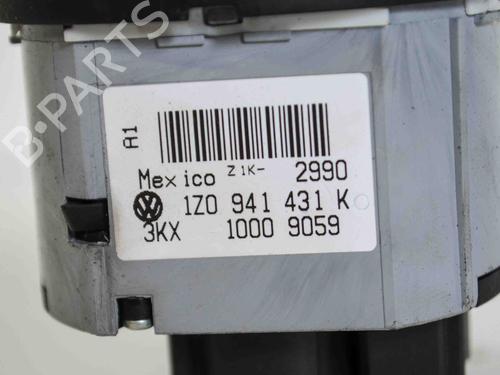 B-PARTS
A1
Mexico Z1K- 2990
1Z0 941 431 K
3KX 1000 9059